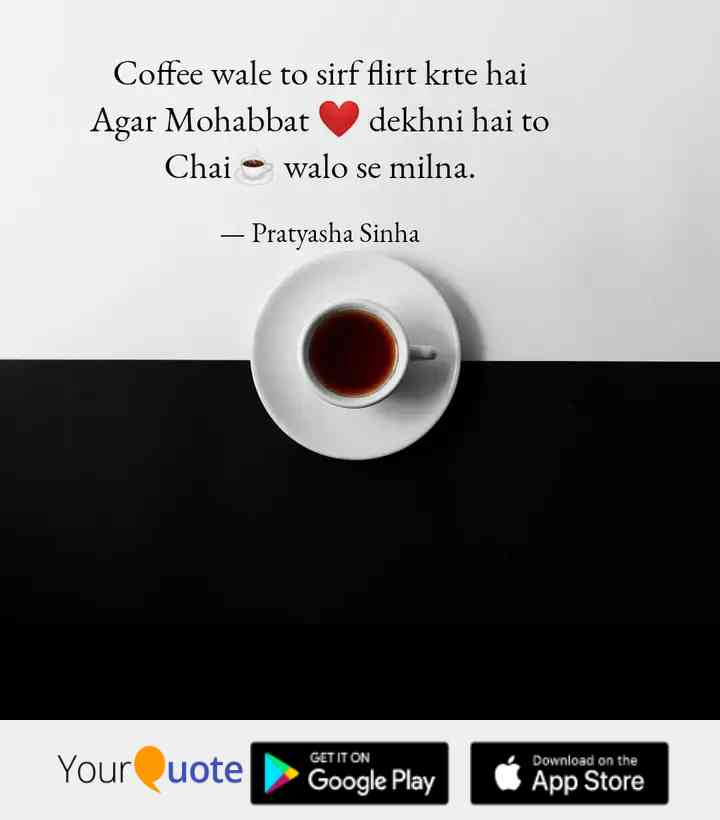 Coffee wale to sirf flirt krte hai
Agar Mohabbat ❤️ dekhni hai to
Chai☕ walo se milna.
— Pratyasha Sinha
YourQuote
GET IT ON
Google Play
Download on the
App Store